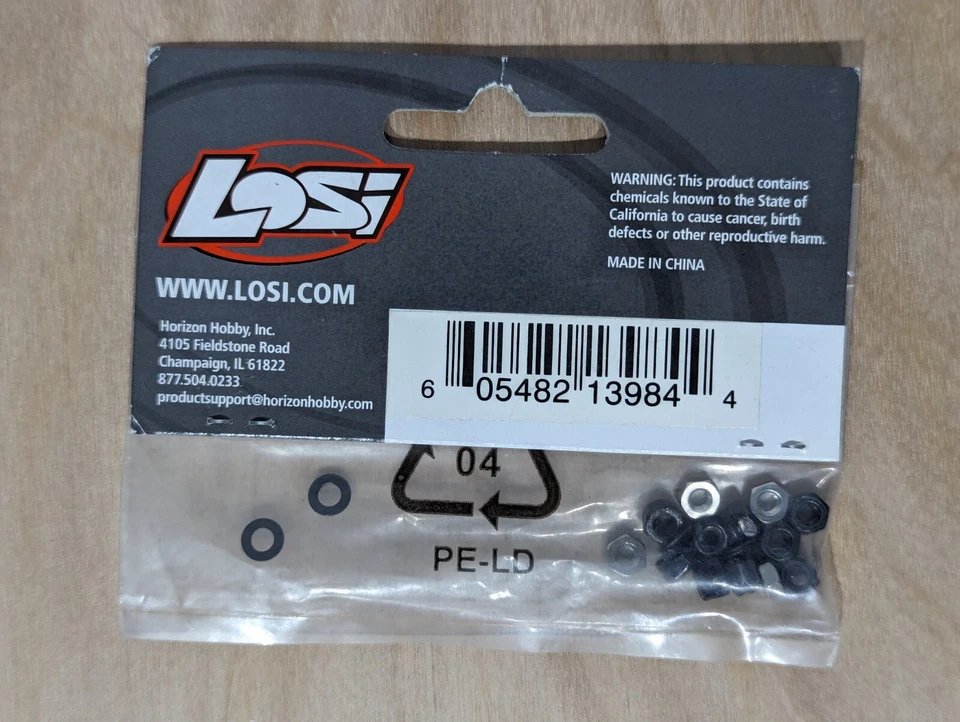 LOSi
WWW.LOSI.COM
Horizon Hobby, Inc.
4105 Fieldstone Road
Champaign, IL 61822
877.504.0233
productsupport@horizonhobby.com
WARNING: This product contains
chemicals known to the State of
California to cause cancer, birth
defects or other reproductive harm.
MADE IN CHINA
6 05482 13984 4
04
PE-LD